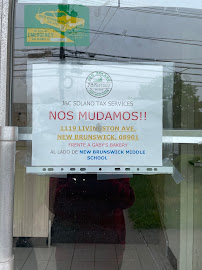 J&C SOLANO TAX SERVICES
NOS MUDAMOS!!
1119 LIVINGSTON AVE,
NEW BRUNSWICK, 08901
FRENTE A GABY'S BAKERY
AL LADO DE NEW BRUNSWICK MIDDLE
SCHOOL